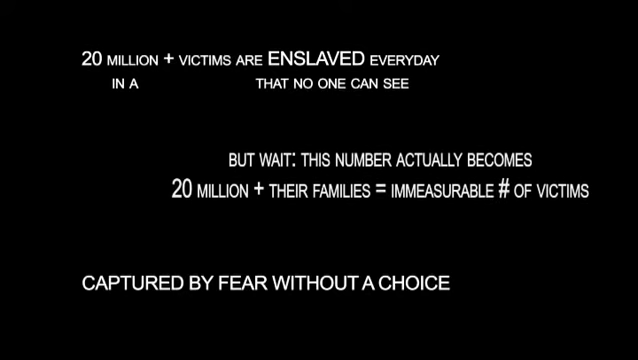 20 MILLION + VICTIMS ARE ENSLAVED EVERYDAY
IN A THAT NO ONE CAN SEE
BUT WAIT: THIS NUMBER ACTUALLY BECOMES
20 MILLION + THEIR FAMILIES = IMMEASURABLE # OF VICTIMS
CAPTURED BY FEAR WITHOUT A CHOICE